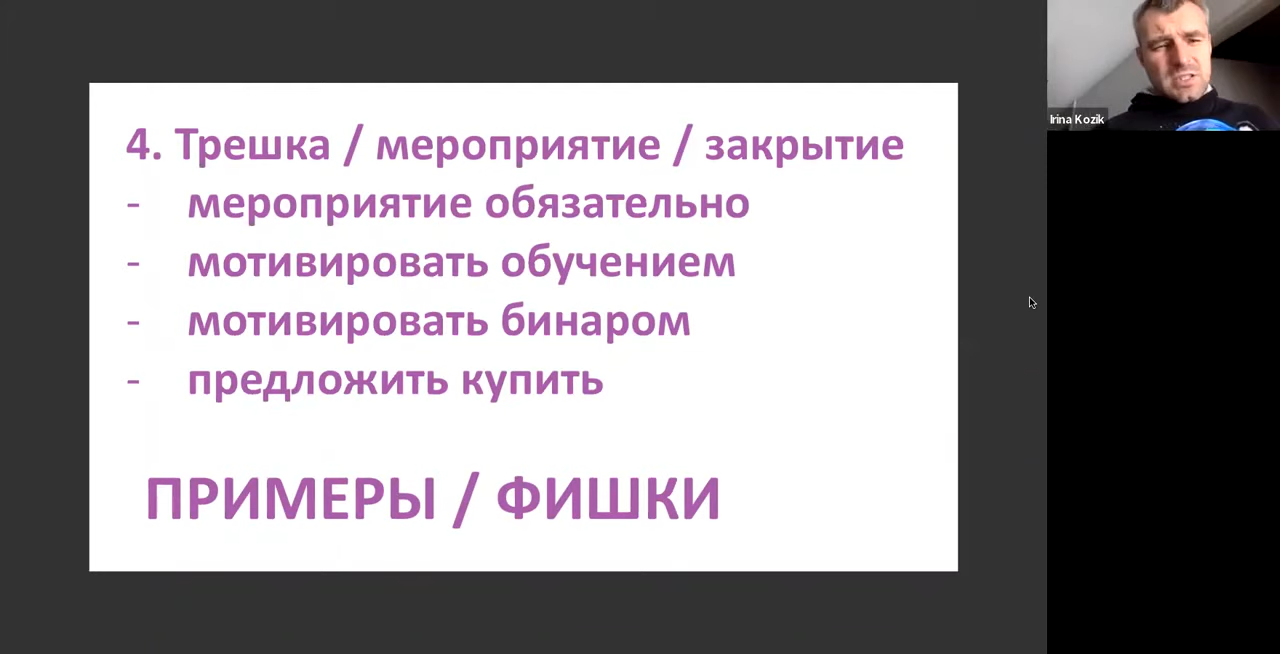 4. Трешка / мероприятие / закрытие
- мероприятие обязательно
- мотивировать обучением
- мотивировать бинаром
- предложить купить
ПРИМЕРЫ / ФИШКИ
Irina Kozik